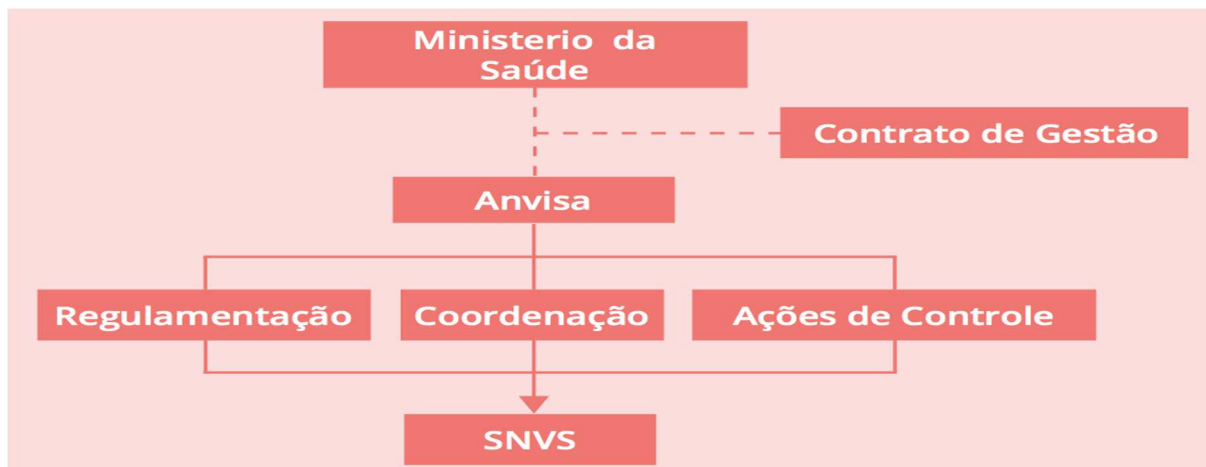 Ministerio da
Saúde
Contrato de Gestão
Anvisa
Regulamentação
Coordenação
Ações de Controle
SNVS